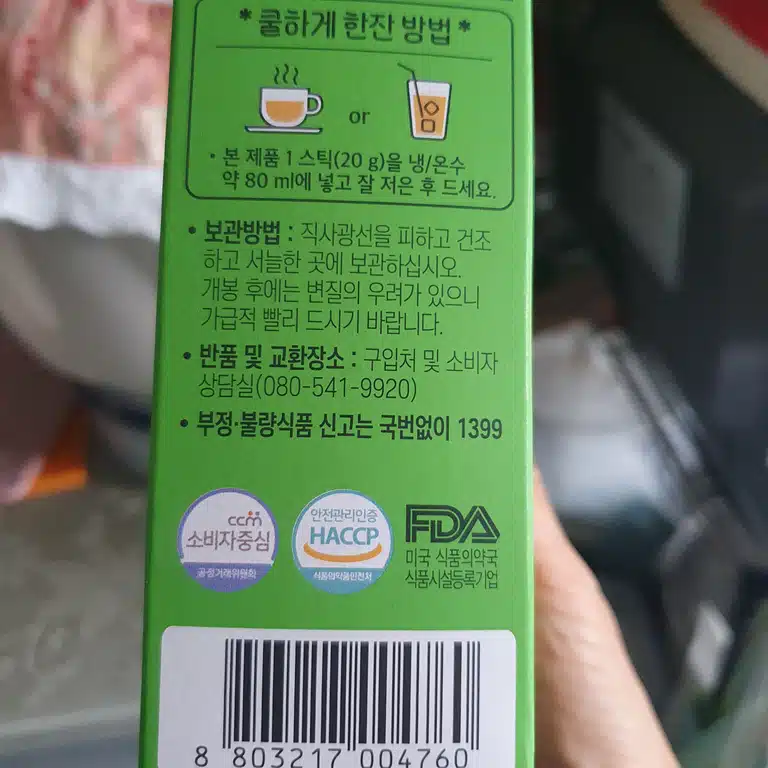 * 쿨하게 한잔 방법 *
or
• 본 제품 1 스틱(20 g)을 냉/온수
약 80 ml에 넣고 잘 저은 후 드세요.
• 보관방법 : 직사광선을 피하고 건조
하고 서늘한 곳에 보관하십시오.
개봉 후에는 변질의 우려가 있으니
가급적 빨리 드시기 바랍니다.
• 반품 및 교환장소 : 구입처 및 소비자
상담실(080-541-9920)
• 부정·불량식품 신고는 국번없이 1399
ccm
소비자중심
공정거래위원회
안전관리인증
HACCP
식품의약품안전처
FDA
미국 식품의약국
식품시설등록기업
8 803217 004760